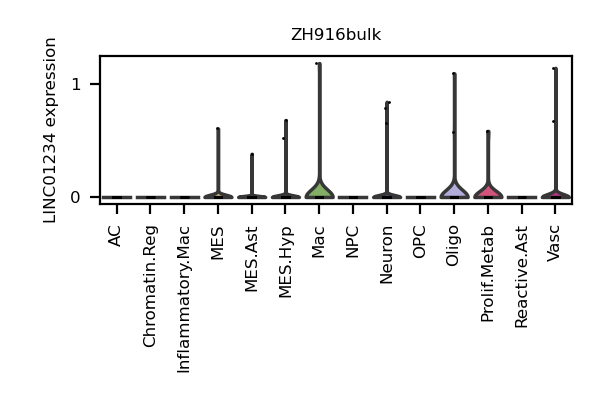 ZH916bulk
LINC01234 expression
1
0
AC
Chromatin.Reg
Inflammatory.Mac
MES
MES.Ast
MES.Hyp
Mac
NPC
Neuron
OPC
Oligo
Prolif.Metab
Reactive.Ast
Vasc